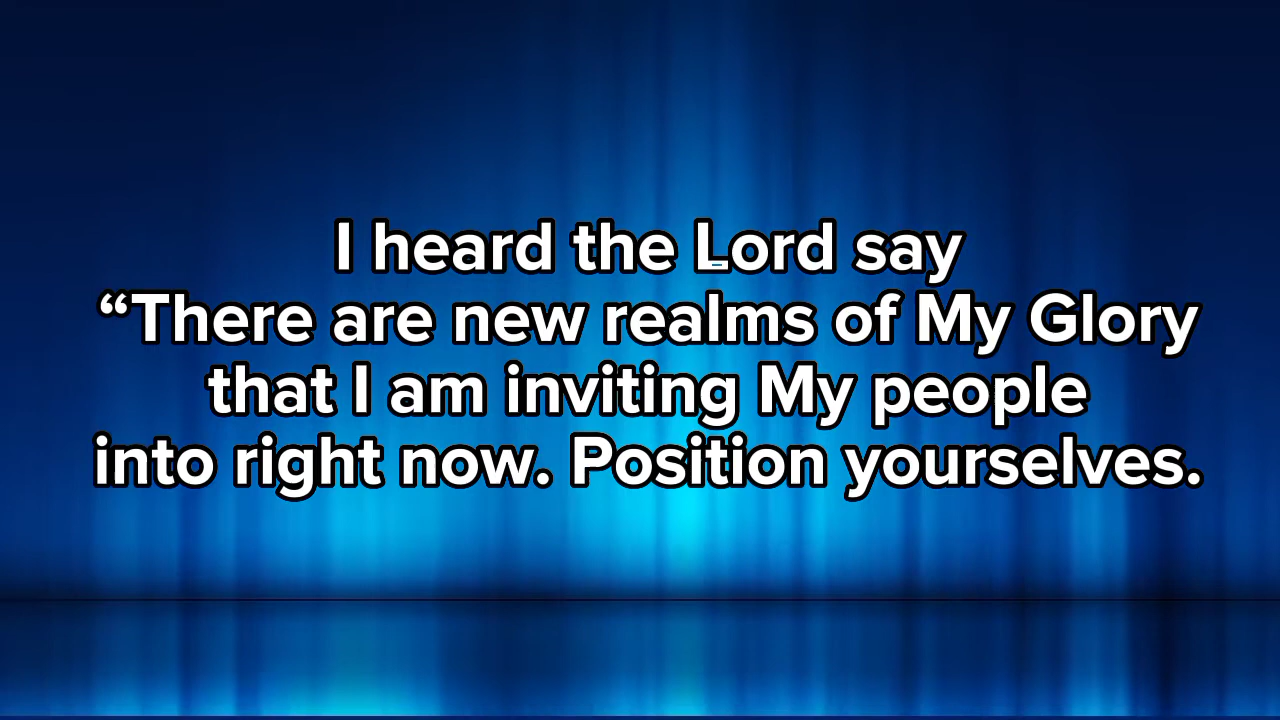 I heard the Lord say
“There are new realms of My Glory
that I am inviting My people
into right now. Position yourselves.